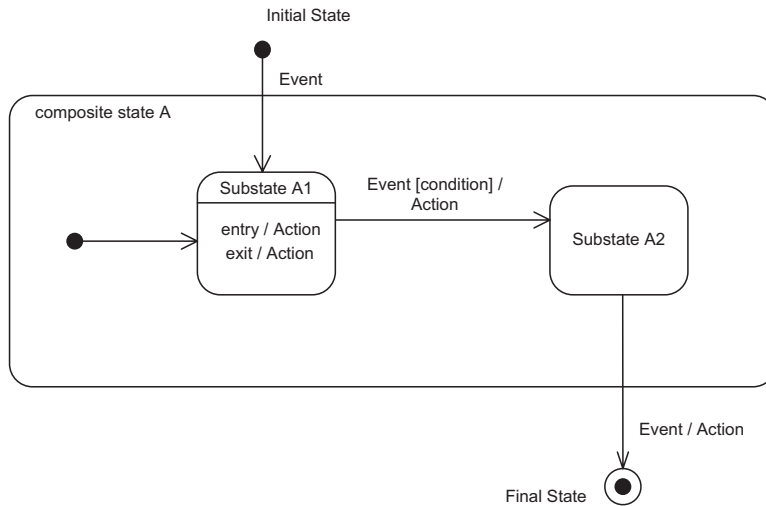 Initial State
Event
composite state A
Substate A1
entry / Action
exit / Action
Event [condition] /
Action
Substate A2
Event / Action
Final State